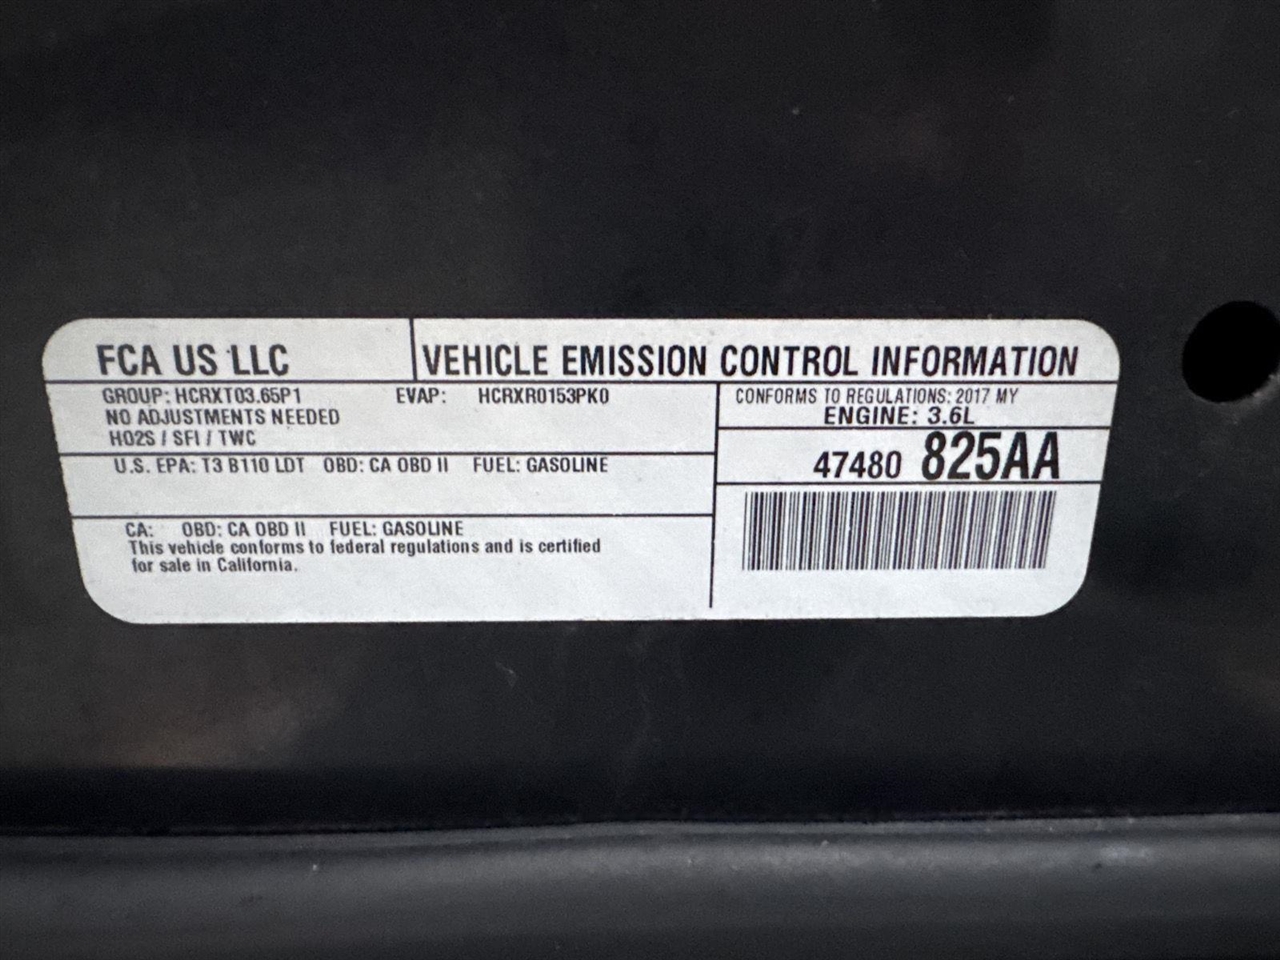 FCA US LLC
VEHICLE EMISSION CONTROL INFORMATION
GROUP: HCRXT03.65P1 EVAP: HCRXR0153PK0
NO ADJUSTMENTS NEEDED
HO2S / SFI / TWC
CONFORMS TO REGULATIONS: 2017 MY
ENGINE: 3.6L
U.S. EPA: T3 B110 LDT OBD: CA OBD II FUEL: GASOLINE
47480 825AA
CA: OBD: CA OBD II FUEL: GASOLINE
This vehicle conforms to federal regulations and is certified
for sale in California.